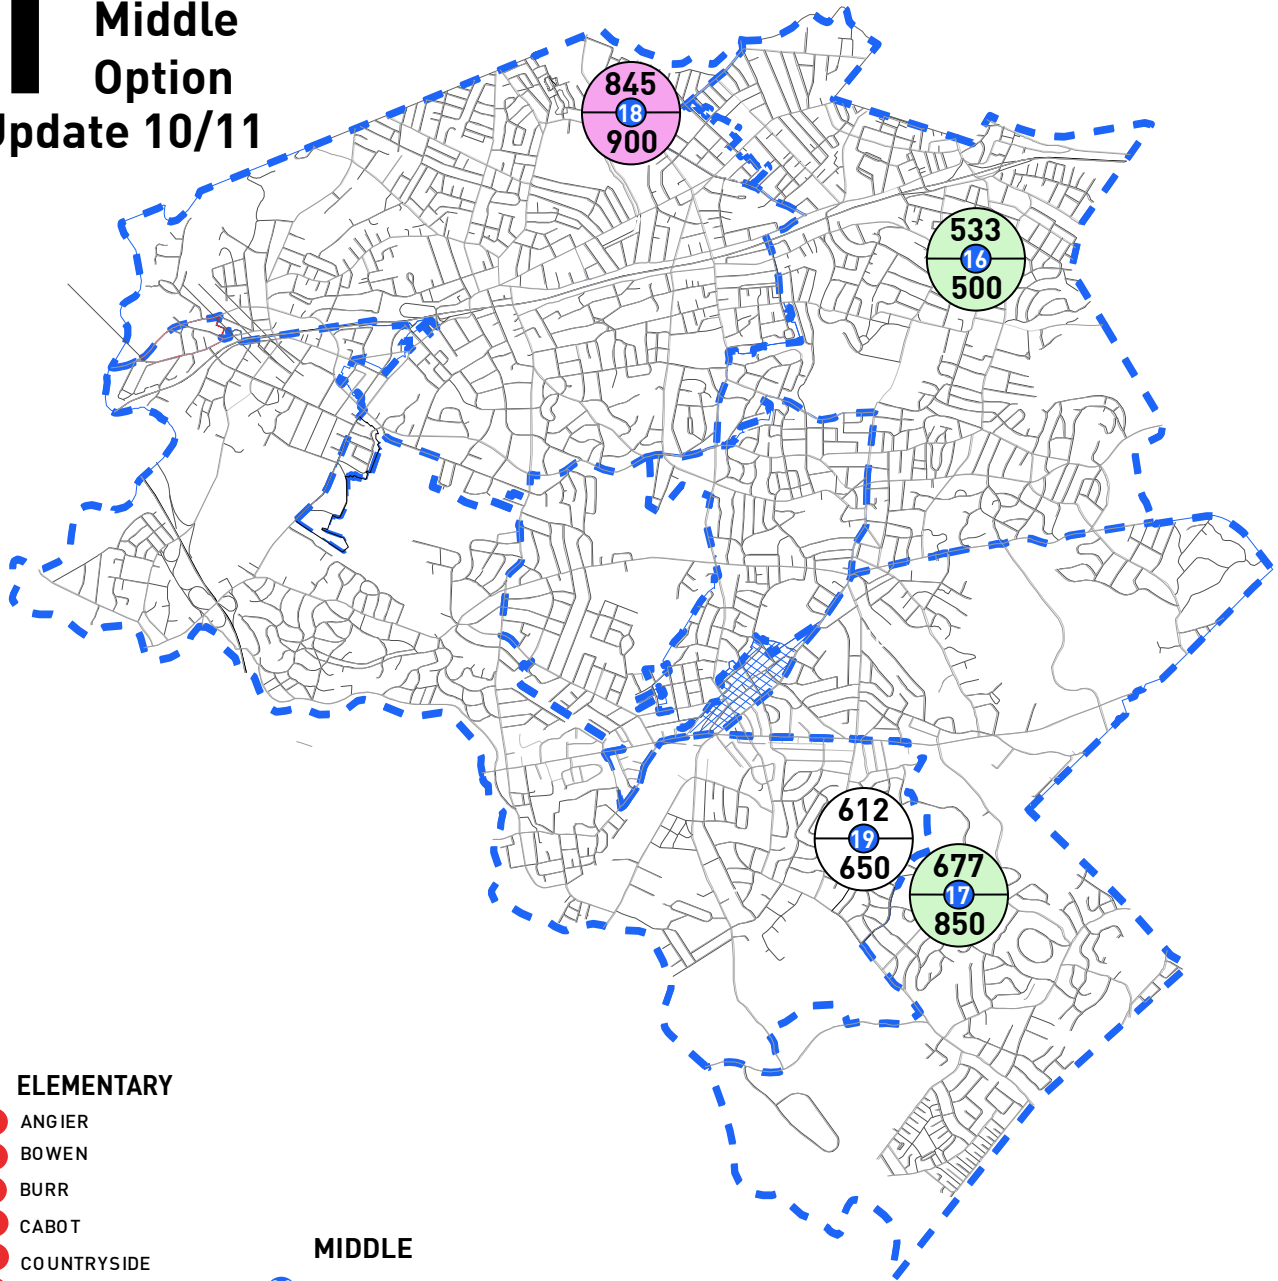 Middle
Option
Update 10/11
845
18
900
533
16
500
612
19
650
677
17
850
ELEMENTARY
ANGIER
BOWEN
BURR
CABOT
COUNTRYSIDE
MIDDLE